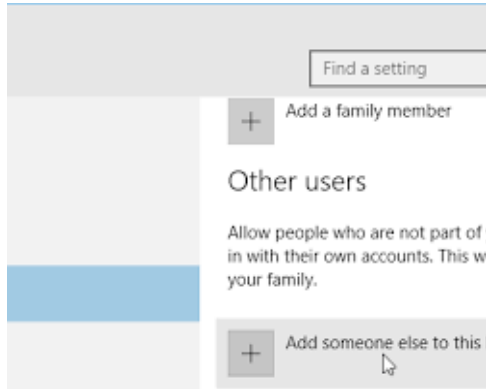 Find a setting
Add a family member
Other users
Allow people who are not part of
in with their own accounts. This w
your family.
Add someone else to this